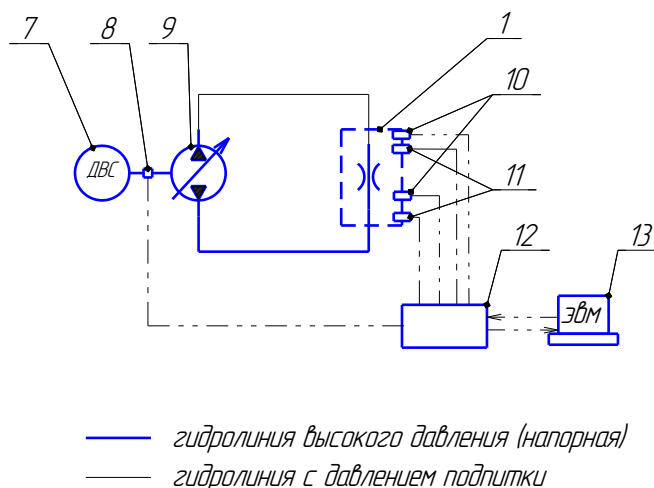 7
8
9
1
10
11
12
13
ДВС
ЭВМ
гидролиния высокого давления (напорная)
гидролиния с давлением подпитки